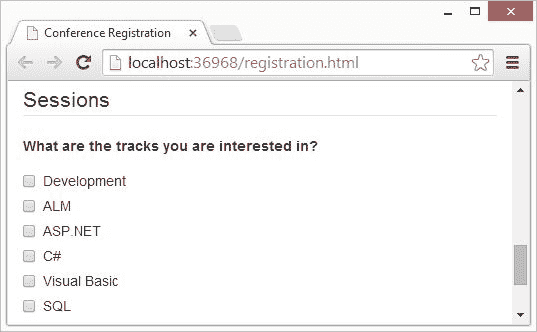 Conference Registration
localhost:36968/registration.html
Sessions
What are the tracks you are interested in?
Development
ALM
ASP.NET
C#
Visual Basic
SQL